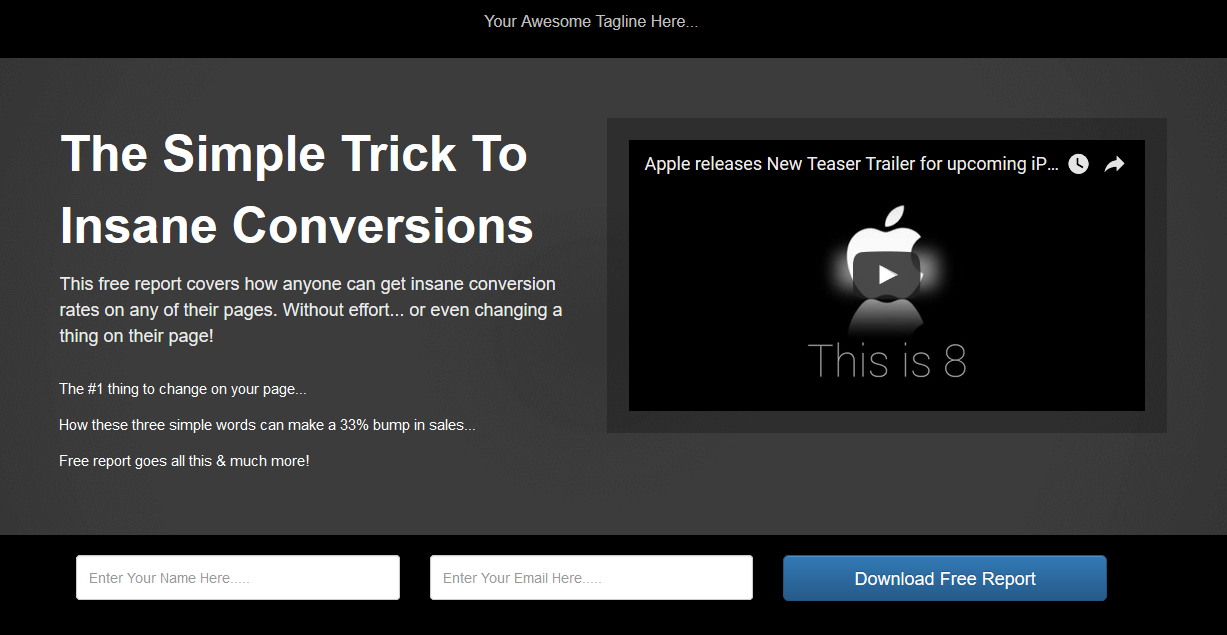 Your Awesome Tagline Here...
The Simple Trick To
Insane Conversions
This free report covers how anyone can get insane conversion
rates on any of their pages. Without effort... or even changing a
thing on their page!
The #1 thing to change on your page...
How these three simple words can make a 33% bump in sales...
Free report goes all this & much more!
Apple releases New Teaser Trailer for upcoming iP...
This is 8
Enter Your Name Here.....
Enter Your Email Here.....
Download Free Report